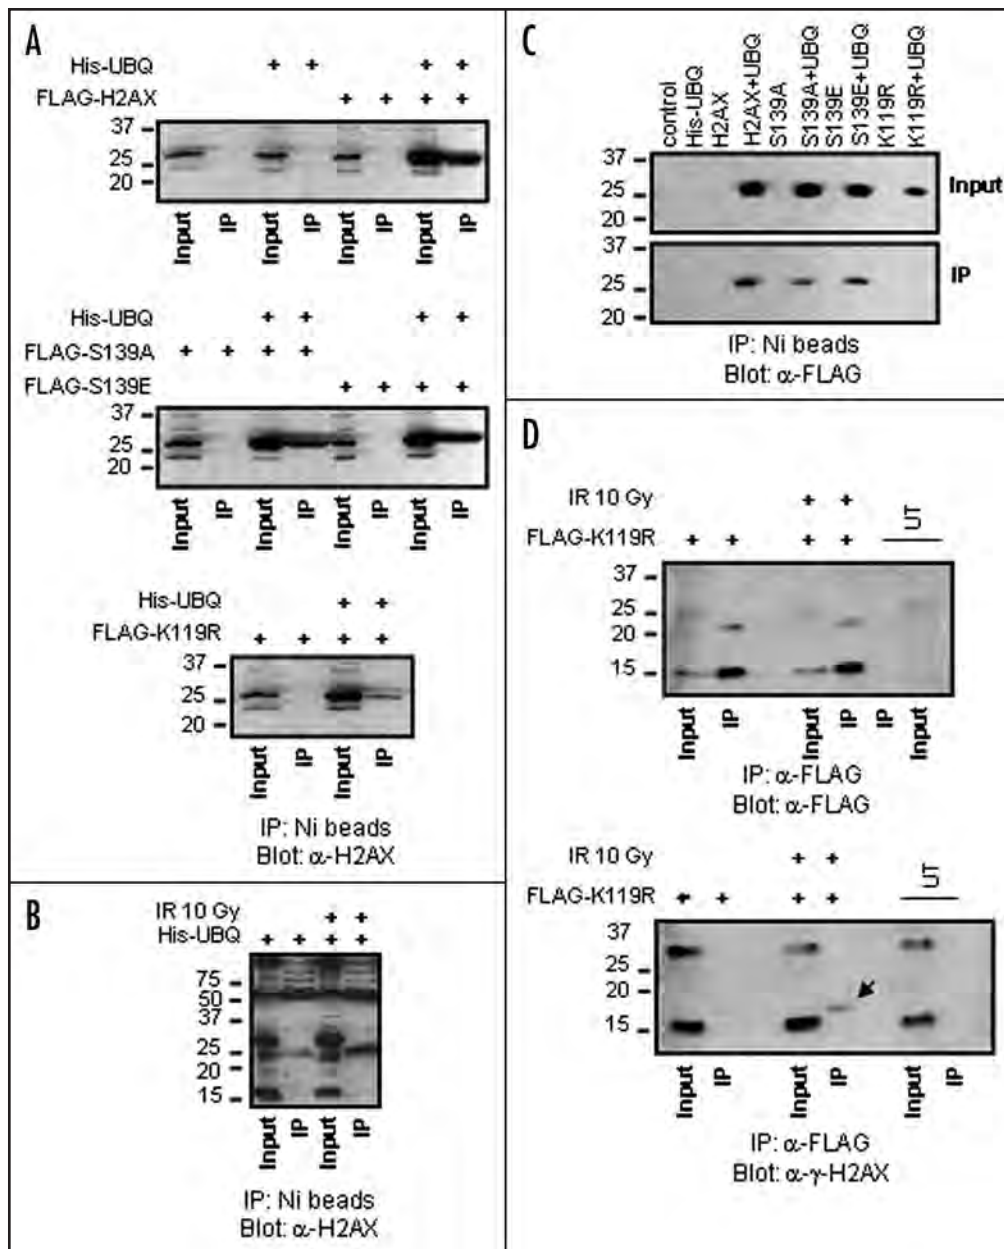 A
His-UBQ + + + +
FLAG-H2AX + + + +
37
25
20
Input IP Input IP Input IP Input IP
His-UBQ + + + +
FLAG-S139A + + + +
FLAG-S139E + + + +
37
25
20
Input IP Input IP Input IP Input IP
His-UBQ + +
FLAG-K119R + + + +
37
25
20
Input IP Input IP
IP: Ni beads
Blot: α-H2AX
B
IR 10 Gy + +
His-UBQ + + + +
75
50
37
25
20
15
Input IP Input IP
IP: Ni beads
Blot: α-H2AX
C
control
His-UBQ
H2AX
H2AX+UBQ
S139A
S139A+UBQ
S139E
S139E+UBQ
K119R
K119R+UBQ
37
25
20
Input
37
25
20
IP
IP: Ni beads
Blot: α-FLAG
D
IR 10 Gy + +
FLAG-K119R + + + + UT
37
25
20
15
Input IP Input IP IP Input
IP: α-FLAG
Blot: α-FLAG
IR 10 Gy + +
FLAG-K119R + + + + UT
37
25
20
15
Input IP Input IP Input IP
IP: α-FLAG
Blot: α-γ-H2AX